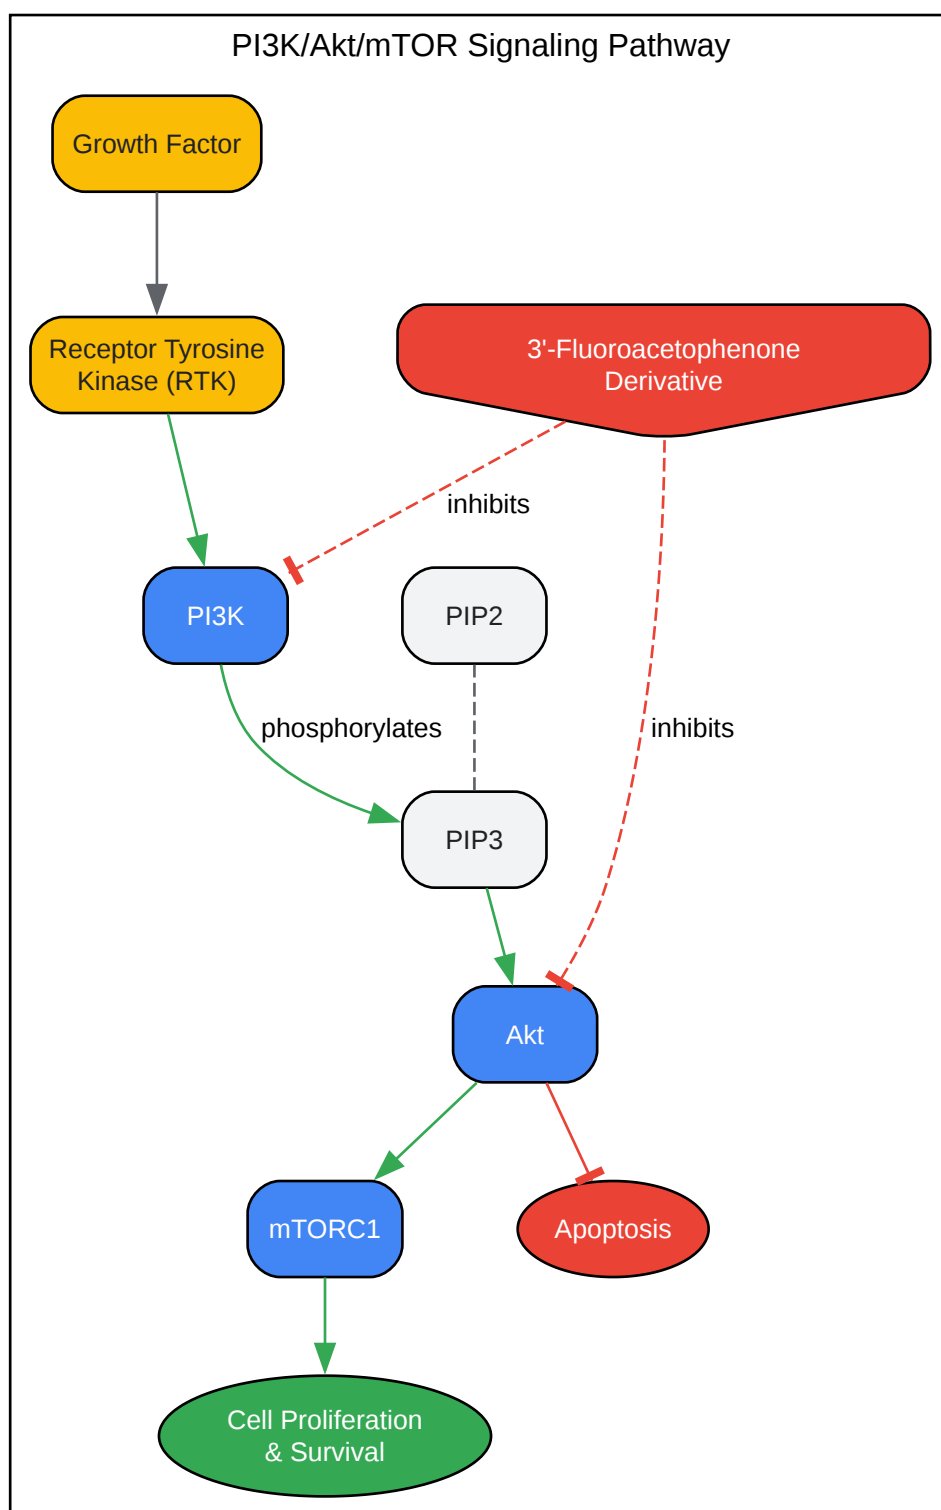 PI3K/Akt/mTOR Signaling Pathway
Growth Factor
Receptor Tyrosine
Kinase (RTK)
3'-Fluoroacetophenone
Derivative
inhibits
PI3K
PIP2
phosphorylates
inhibits
PIP3
Akt
mTORC1
Apoptosis
Cell Proliferation
& Survival